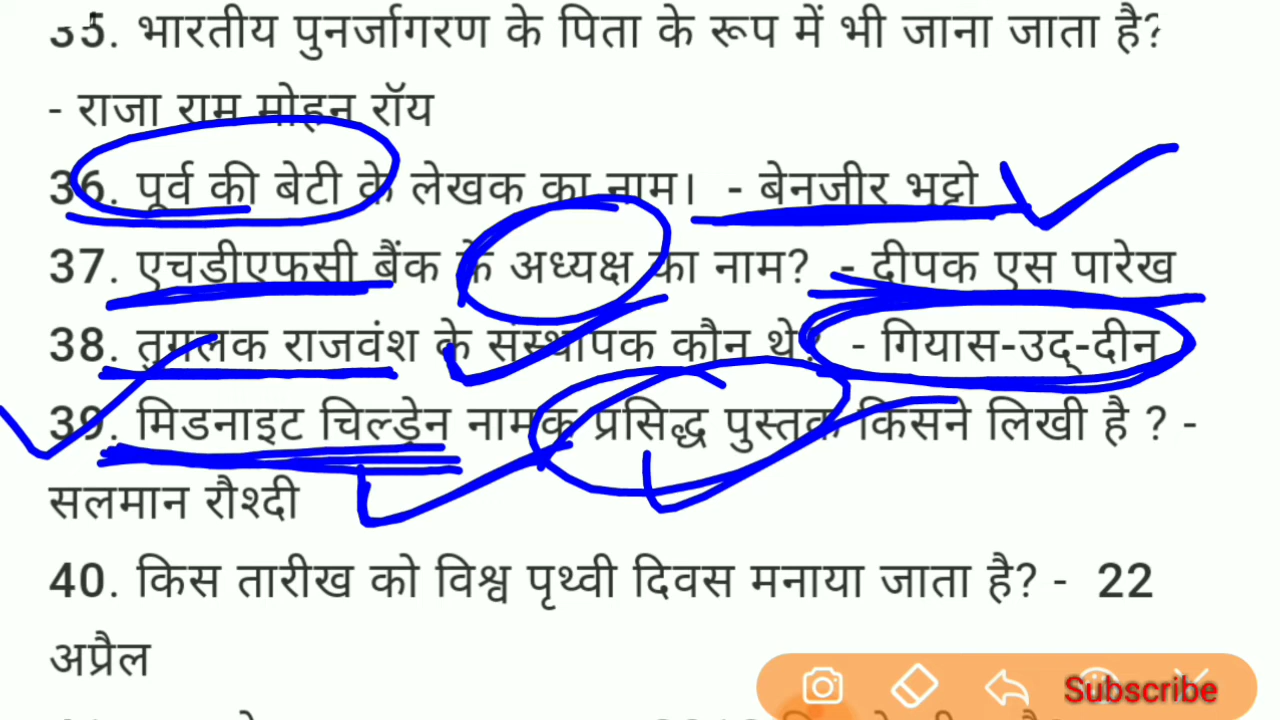 35. भारतीय पुनर्जागरण के पिता के रूप में भी जाना जाता है?
- राजा राम मोहन रॉय
36. पूर्व की बेटी के लेखक का नाम। - बेनजीर भुट्टो
37. एचडीएफसी बैंक के अध्यक्ष का नाम? - दीपक एस पारेख
38. तुगलक राजवंश के संस्थापक कौन थे? - गियास-उद्-दीन
39. मिडनाइट चिल्ड्रेन नामक प्रसिद्ध पुस्तक किसने लिखी है ? -
सलमान रौश्दी
40. किस तारीख को विश्व पृथ्वी दिवस मनाया जाता है? - 22
अप्रैल
Subscribe